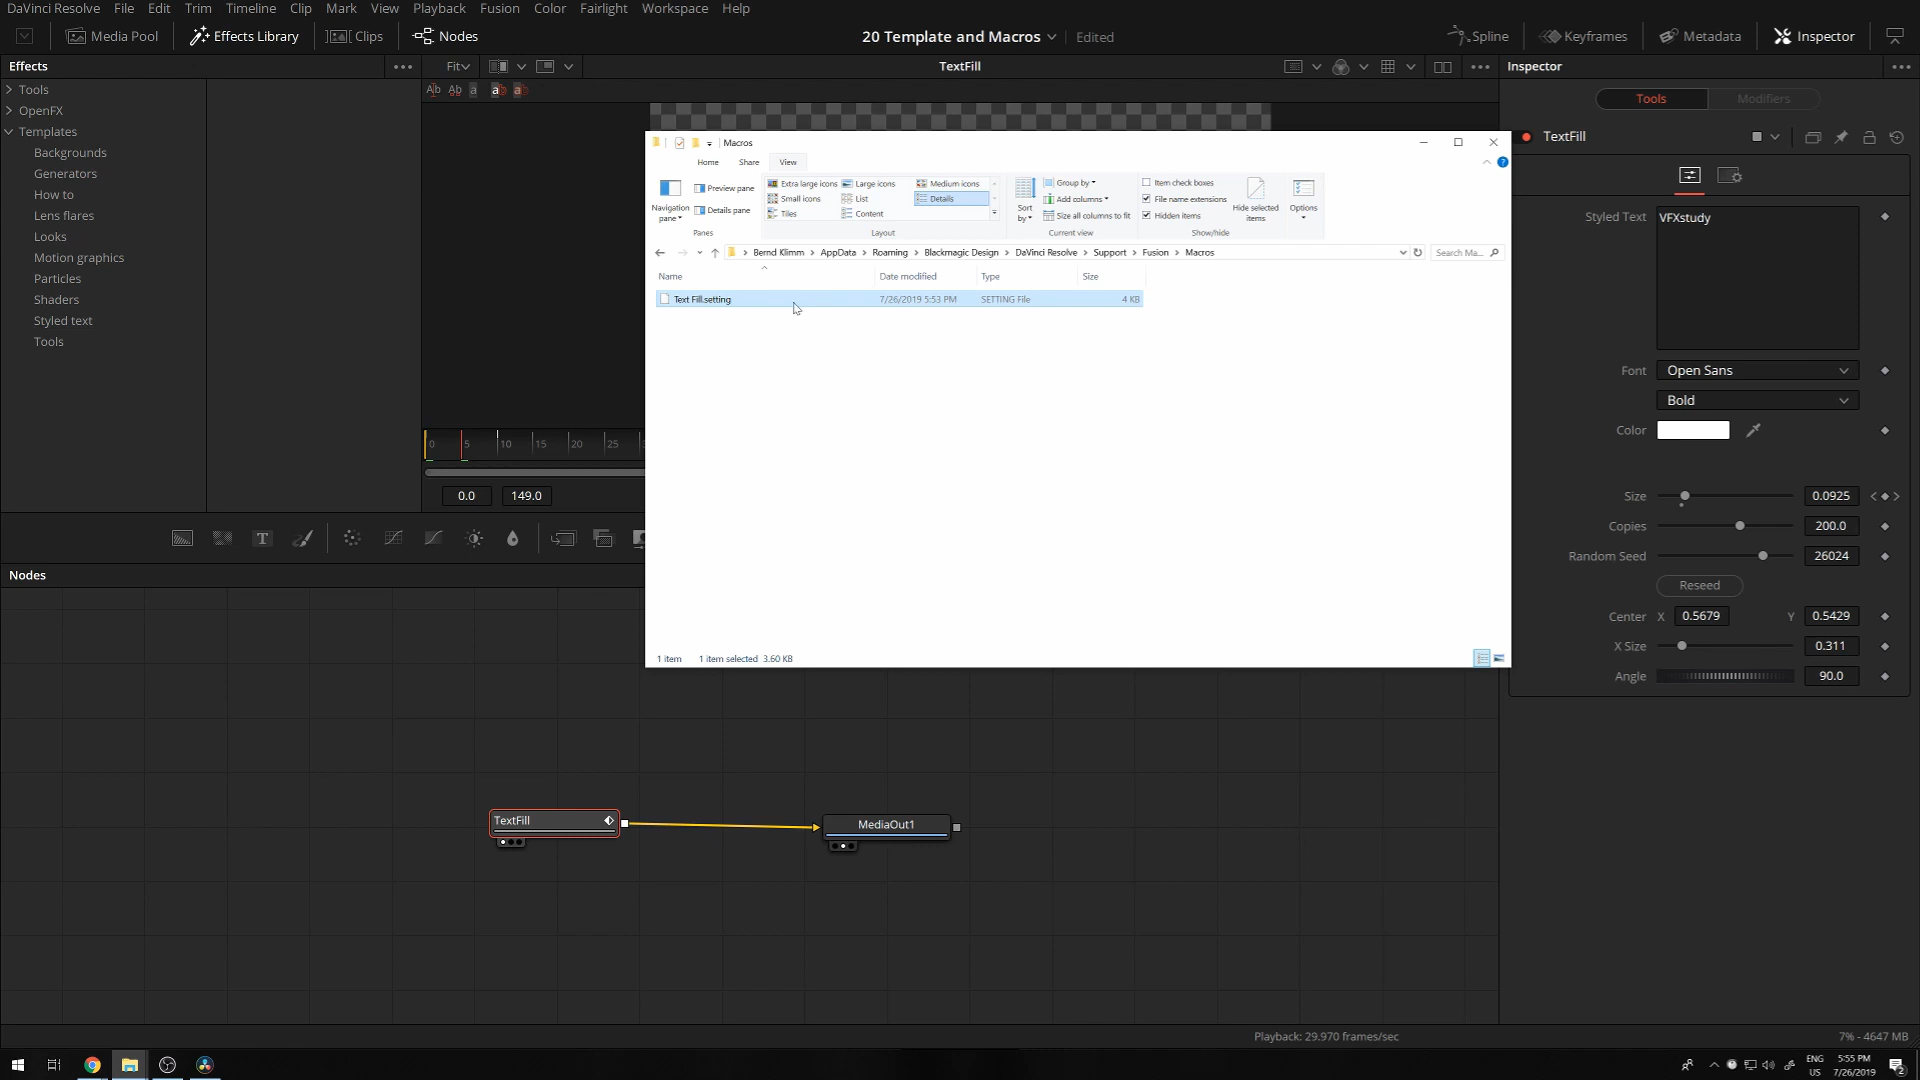 DaVinci Resolve File Edit Trim Timeline Clip Mark View Playback Fusion Color Fairlight Workspace Help
Media Pool Effects Library Clips Nodes 20 Template and Macros Edited Spline Keyframes Metadata Inspector
Effects Fit TextFill Inspector
Tools
OpenFX
Templates
Backgrounds
Generators
How to
Lens flares
Looks
Motion graphics
Particles
Shaders
Styled text
Tools
0 5 10 15 20 25
0.0 149.0
Macros
Home Share View
Navigation pane
Preview pane
Details pane
Panes
Extra large icons Large icons Medium icons
Small icons List Details
Tiles Content
Layout
Sort by
Group by
Add columns
Size all columns to fit
Current view
Item check boxes
File name extensions
Hidden items
Hide selected items
Show/hide
Options
Bernd Klimm AppData Roaming Blackmagic Design DaVinci Resolve Support Fusion Macros Search Ma...
Name Date modified Type Size
Text Fill.setting 7/26/2019 5:53 PM SETTING File 4 KB
1 item 1 item selected 3.60 KB
Tools Modifiers
TextFill
Styled Text VFXstudy
Font Open Sans
Bold
Color
Size 0.0925
Copies 200.0
Random Seed 26024
Reseed
Center X 0.5679 Y 0.5429
X Size 0.311
Angle 90.0
Nodes
TextFill
MediaOut1
Playback: 29.970 frames/sec 7% - 4647 MB
ENG
US
5:55 PM
7/26/2019
2